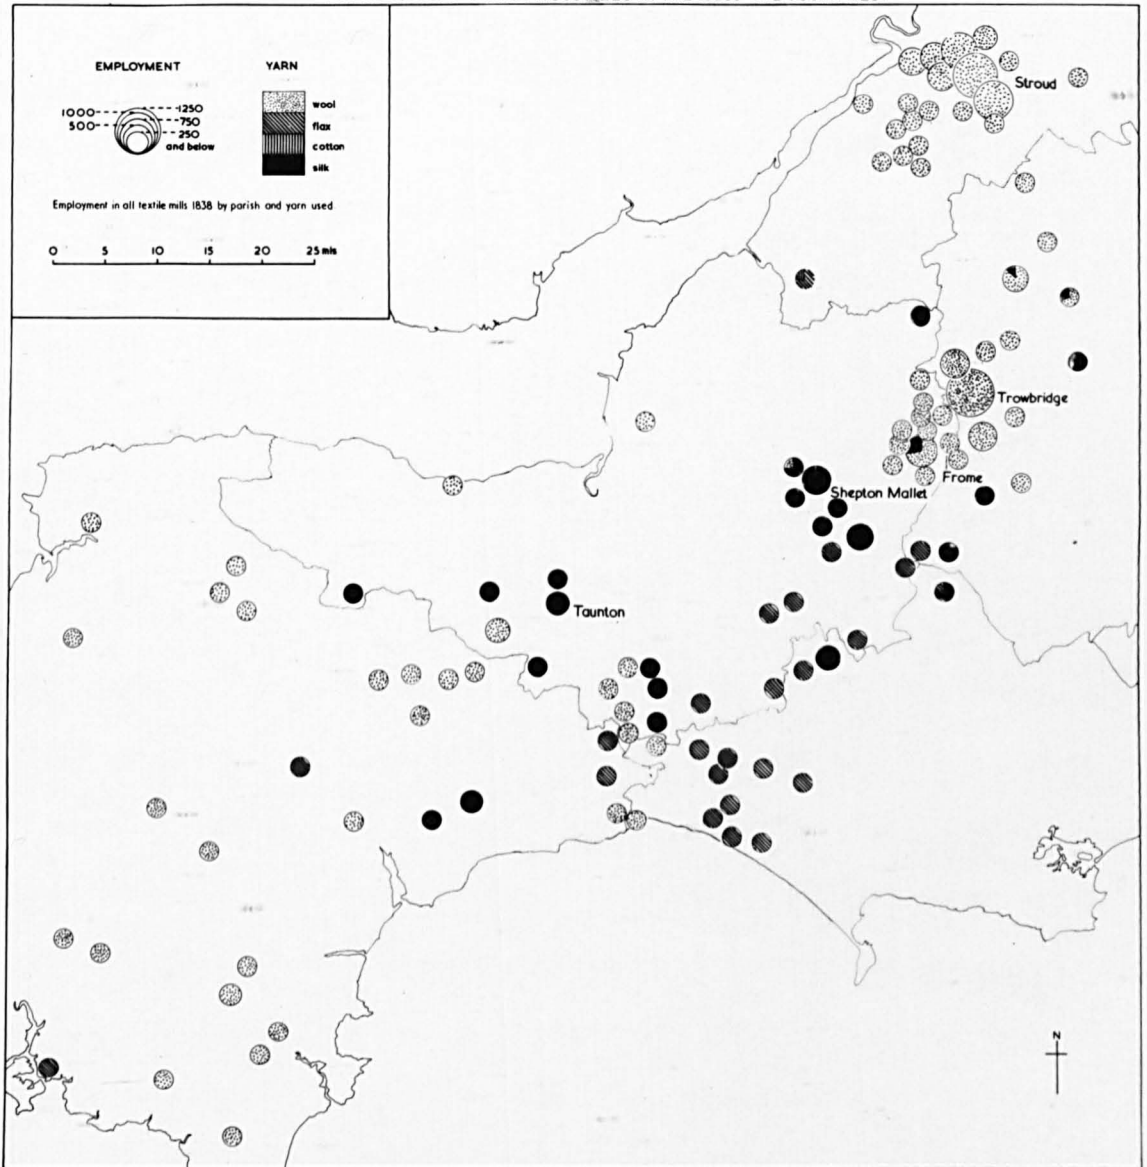 EMPLOYMENT
YARN
1000
500
1250
750
250
and below
wool
flax
cotton
silk
Employment in all textile mills 1838 by parish and yarn used
0 5 10 15 20 25 mls
Stroud
Trowbridge
Frome
Shepton Mallet
Taunton
N